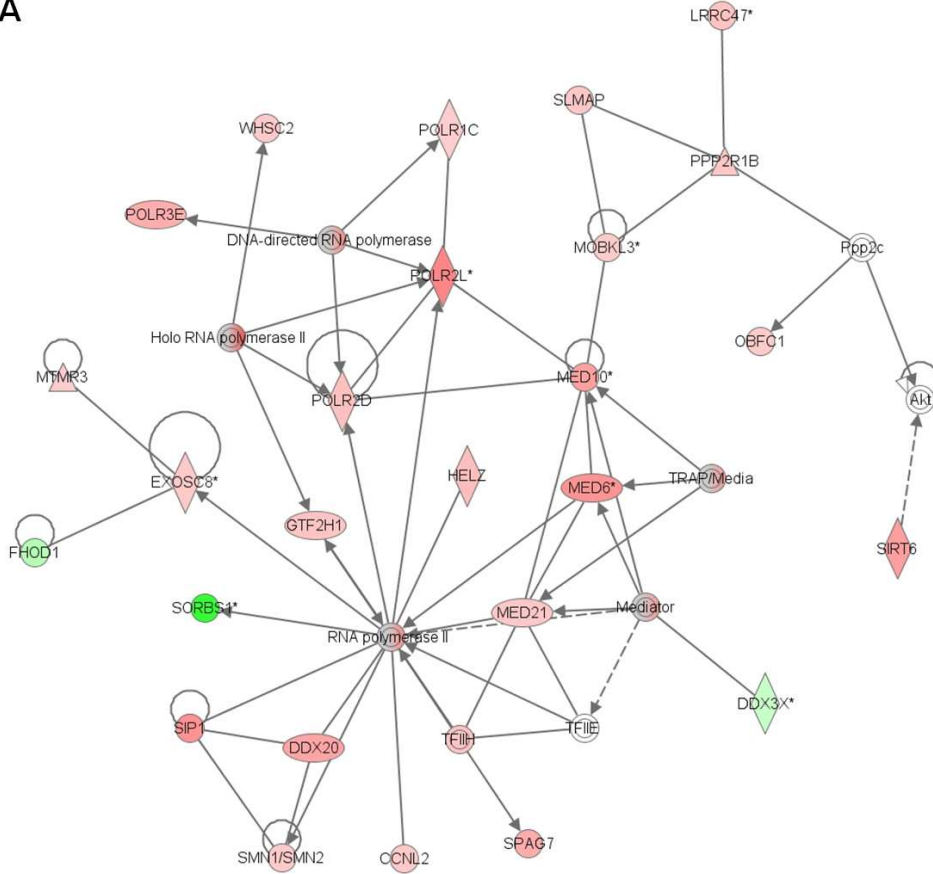 A
LRRC47*
SLMAP
WHSC2
POLR1C
PPP2R1B
POLR3E
DNA-directed RNA polymerase
MOBKL3*
Ppp2c
POLR2L*
Holo RNA polymerase II
OBFC1
MTMR3
MED10*
POLR2D
Akt
EXOSC8*
HELZ
TRAP/Media
MED6*
GTF2H1
FHOD1
SIRT6
SORBS1*
MED21
Mediator
RNA polymerase II
DDX3X*
SIP1
TFIIH
TFIIE
DDX20
SPAG7
SMN1/SMN2
CCNL2